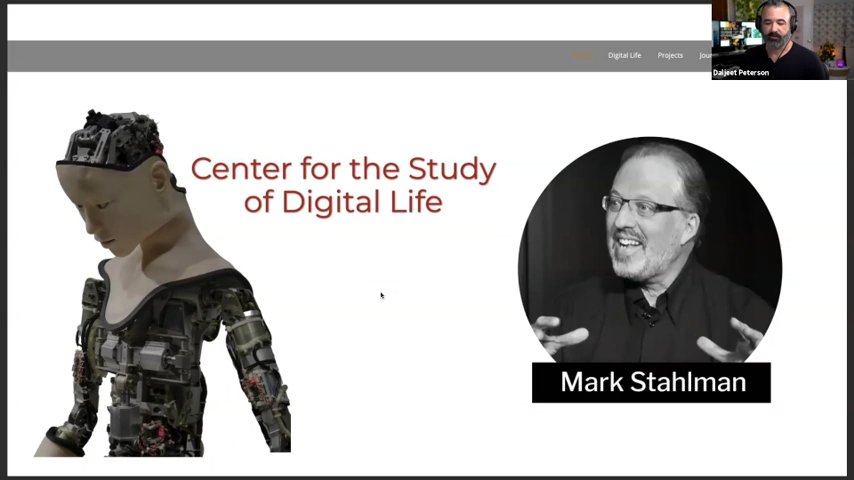 Digital Life Projects
Daljeet Peterson
Center for the Study
of Digital Life
Mark Stahlman